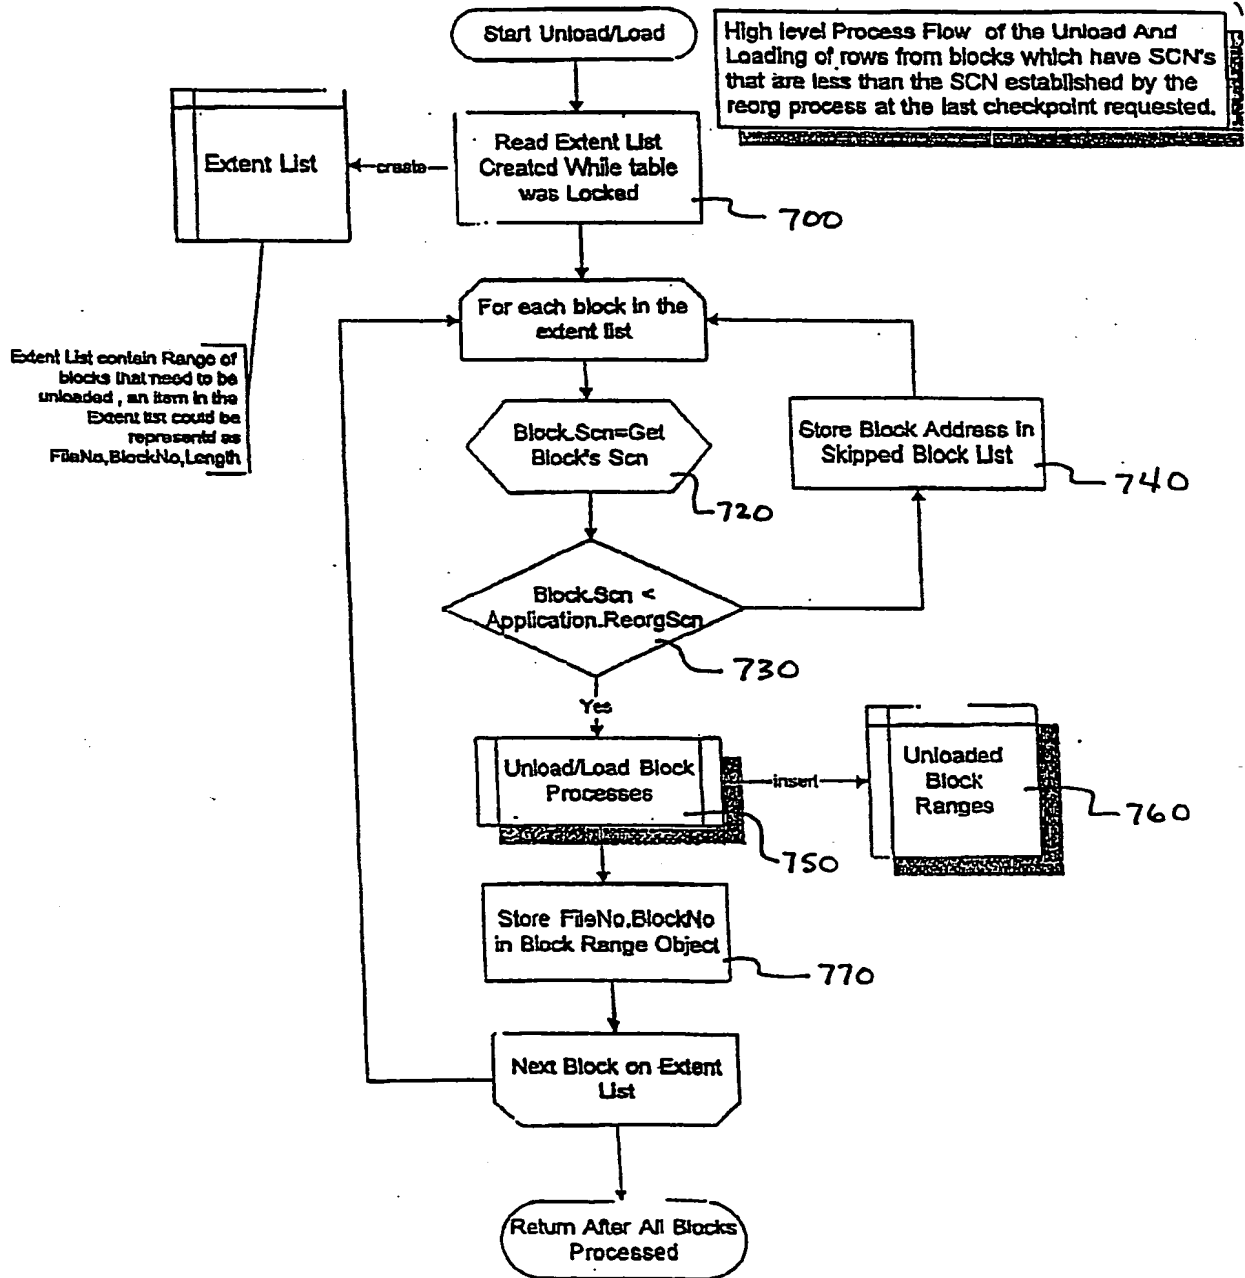 Start Unload/Load
High level Process Flow of the Unload And
Loading of rows from blocks which have SCN's
that are less than the SCN established by the
reorg process at the last checkpoint requested.
Extent List
create
Read Extent List
Created While table
was Locked
700
For each block in the
extent list
Extent List contain Range of
blocks that need to be
unloaded , an item in the
Extent list could be
representd as
FileNo,BlockNo,Length
Block.Scn=Get
Block's Scn
720
Store Block Address in
Skipped Block List
740
Block.Scn <
Application.ReorgScn
730
Yes
Unload/Load Block
Processes
750
insert
Unloaded
Block
Ranges
760
Store FileNo.BlockNo
in Block Range Object
770
Next Block on Extent
List
Return After All Blocks
Processed